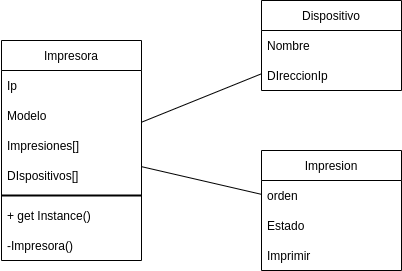 Impresora
Ip
Modelo
Impresiones[]
DIspositivos[]
+ get Instance()
-Impresora()
Dispositivo
Nombre
DIreccionIp
Impresion
orden
Estado
Imprimir